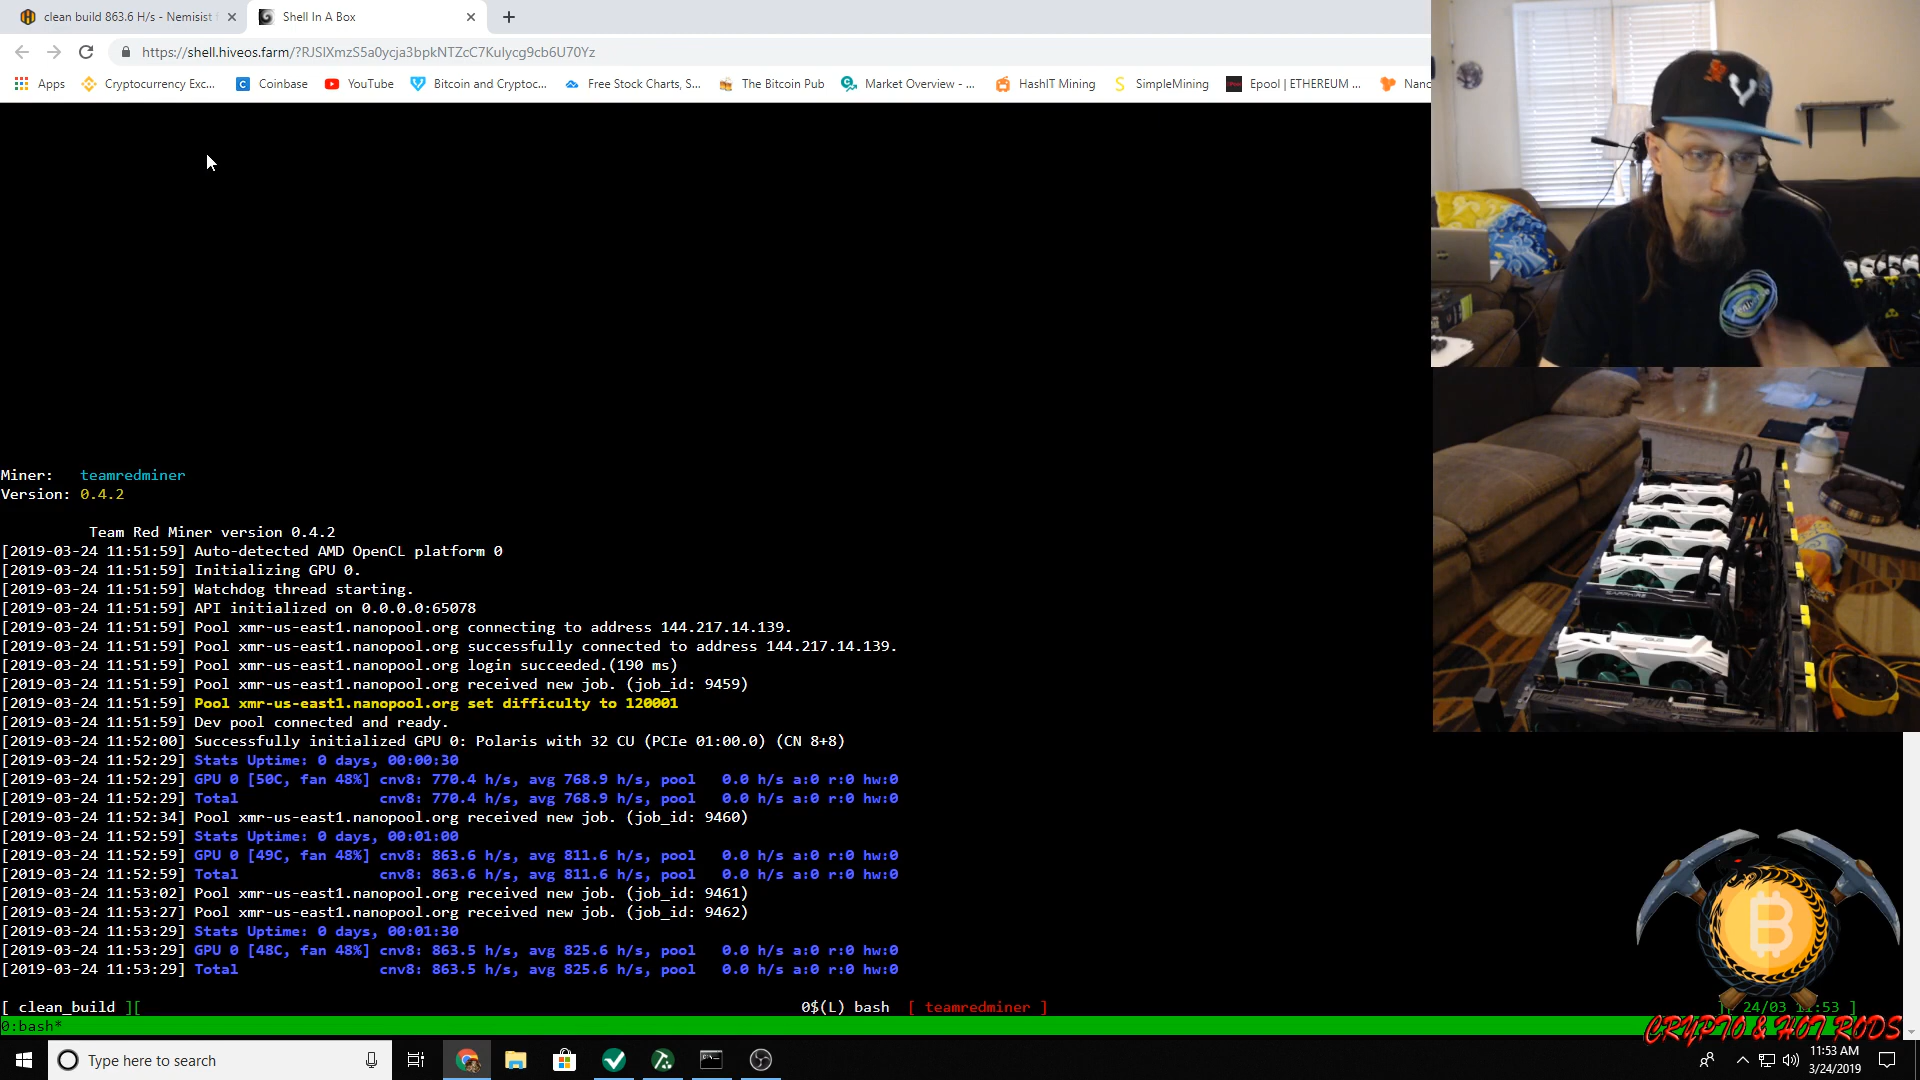 clean build 863.6 H/s - Nemisist
Shell In A Box
https://shell.hiveos.farm/?RJSlXmzS5a0ycja3bpkNTZcC7Kulycg9cb6U70Yz
Apps Cryptocurrency Exc... Coinbase YouTube Bitcoin and Cryptoc... Free Stock Charts, S... The Bitcoin Pub Market Overview - ... HashIT Mining SimpleMining Epool | ETHEREUM ... Nano
Miner: teamredminer
Version: 0.4.2
Team Red Miner version 0.4.2
[2019-03-24 11:51:59] Auto-detected AMD OpenCL platform 0
[2019-03-24 11:51:59] Initializing GPU 0.
[2019-03-24 11:51:59] Watchdog thread starting.
[2019-03-24 11:51:59] API initialized on 0.0.0.0:65078
[2019-03-24 11:51:59] Pool xmr-us-east1.nanopool.org connecting to address 144.217.14.139.
[2019-03-24 11:51:59] Pool xmr-us-east1.nanopool.org successfully connected to address 144.217.14.139.
[2019-03-24 11:51:59] Pool xmr-us-east1.nanopool.org login succeeded.(190 ms)
[2019-03-24 11:51:59] Pool xmr-us-east1.nanopool.org received new job. (job_id: 9459)
[2019-03-24 11:51:59] Pool xmr-us-east1.nanopool.org set difficulty to 120001
[2019-03-24 11:51:59] Dev pool connected and ready.
[2019-03-24 11:52:00] Successfully initialized GPU 0: Polaris with 32 CU (PCIe 01:00.0) (CN 8+8)
[2019-03-24 11:52:29] Stats Uptime: 0 days, 00:00:30
[2019-03-24 11:52:29] GPU 0 [50C, fan 48%] cnv8: 770.4 h/s, avg 768.9 h/s, pool 0.0 h/s a:0 r:0 hw:0
[2019-03-24 11:52:29] Total cnv8: 770.4 h/s, avg 768.9 h/s, pool 0.0 h/s a:0 r:0 hw:0
[2019-03-24 11:52:34] Pool xmr-us-east1.nanopool.org received new job. (job_id: 9460)
[2019-03-24 11:52:59] Stats Uptime: 0 days, 00:01:00
[2019-03-24 11:52:59] GPU 0 [49C, fan 48%] cnv8: 863.6 h/s, avg 811.6 h/s, pool 0.0 h/s a:0 r:0 hw:0
[2019-03-24 11:52:59] Total cnv8: 863.6 h/s, avg 811.6 h/s, pool 0.0 h/s a:0 r:0 hw:0
[2019-03-24 11:53:02] Pool xmr-us-east1.nanopool.org received new job. (job_id: 9461)
[2019-03-24 11:53:27] Pool xmr-us-east1.nanopool.org received new job. (job_id: 9462)
[2019-03-24 11:53:29] Stats Uptime: 0 days, 00:01:30
[2019-03-24 11:53:29] GPU 0 [48C, fan 48%] cnv8: 863.5 h/s, avg 825.6 h/s, pool 0.0 h/s a:0 r:0 hw:0
[2019-03-24 11:53:29] Total cnv8: 863.5 h/s, avg 825.6 h/s, pool 0.0 h/s a:0 r:0 hw:0
[ clean_build ][ 0$(L) bash [ teamredminer ] ][ 24/03 11:53 ]
0:bash*
CRYPTO & HOT RODS
Type here to search
11:53 AM
3/24/2019